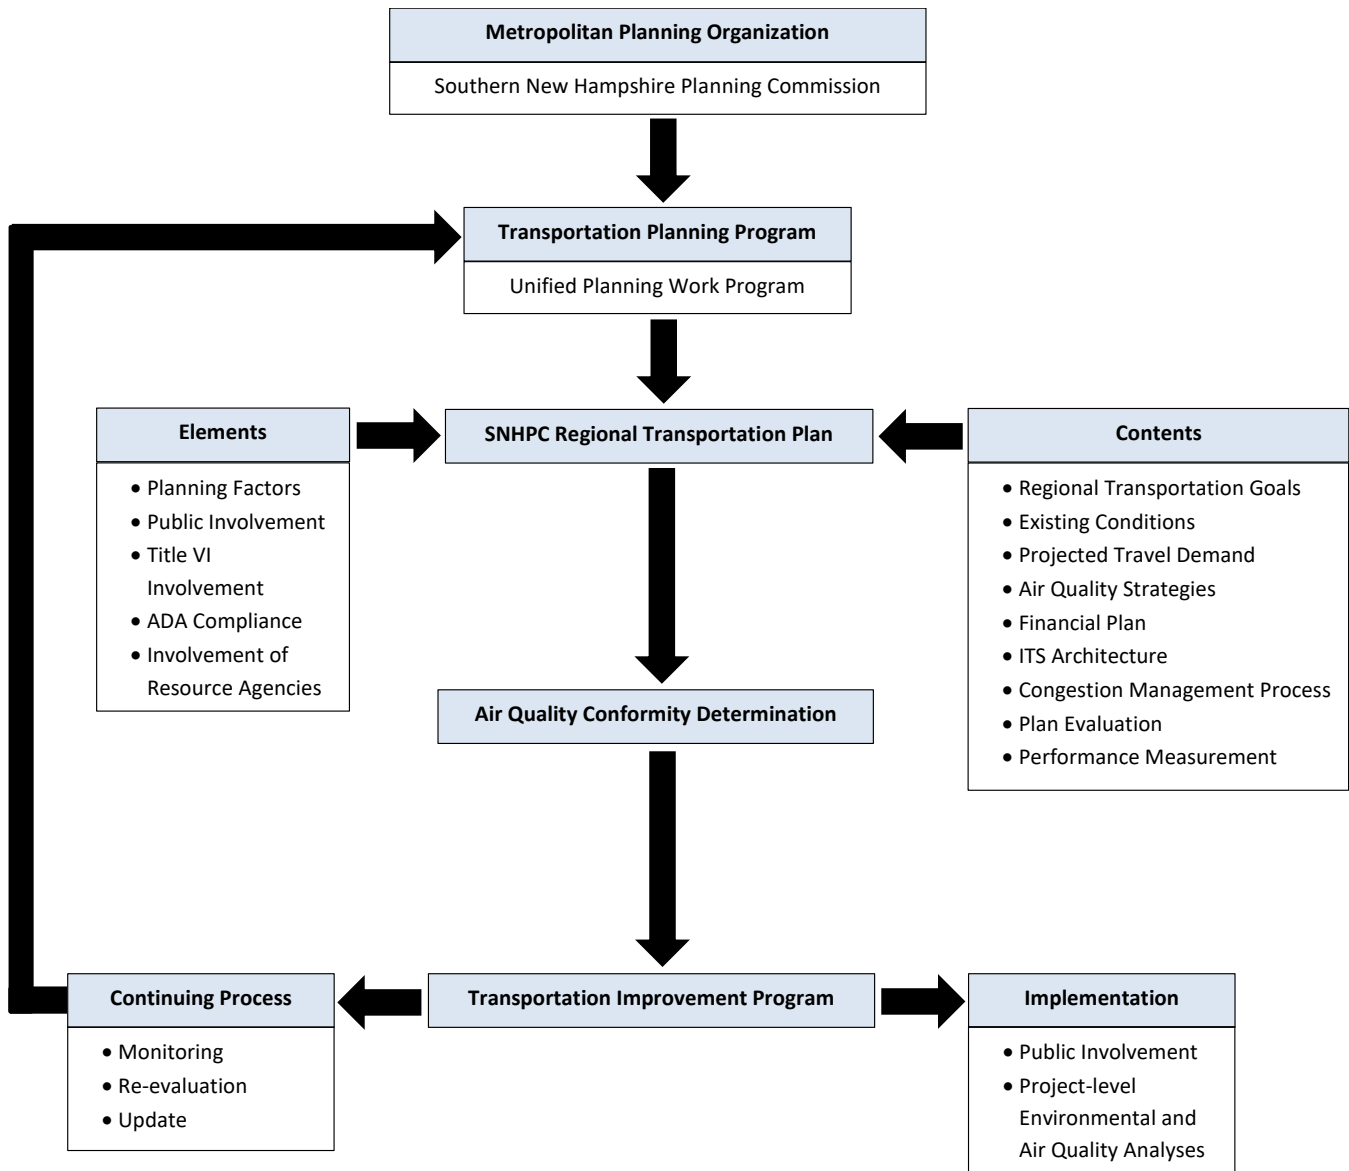 Metropolitan Planning Organization
Southern New Hampshire Planning Commission
Transportation Planning Program
Unified Planning Work Program
Elements
• Planning Factors
• Public Involvement
• Title VI
Involvement
• ADA Compliance
• Involvement of
Resource Agencies
SNHPC Regional Transportation Plan
Contents
• Regional Transportation Goals
• Existing Conditions
• Projected Travel Demand
• Air Quality Strategies
• Financial Plan
• ITS Architecture
• Congestion Management Process
• Plan Evaluation
• Performance Measurement
Air Quality Conformity Determination
Continuing Process
• Monitoring
• Re-evaluation
• Update
Transportation Improvement Program
Implementation
• Public Involvement
• Project-level
Environmental and
Air Quality Analyses